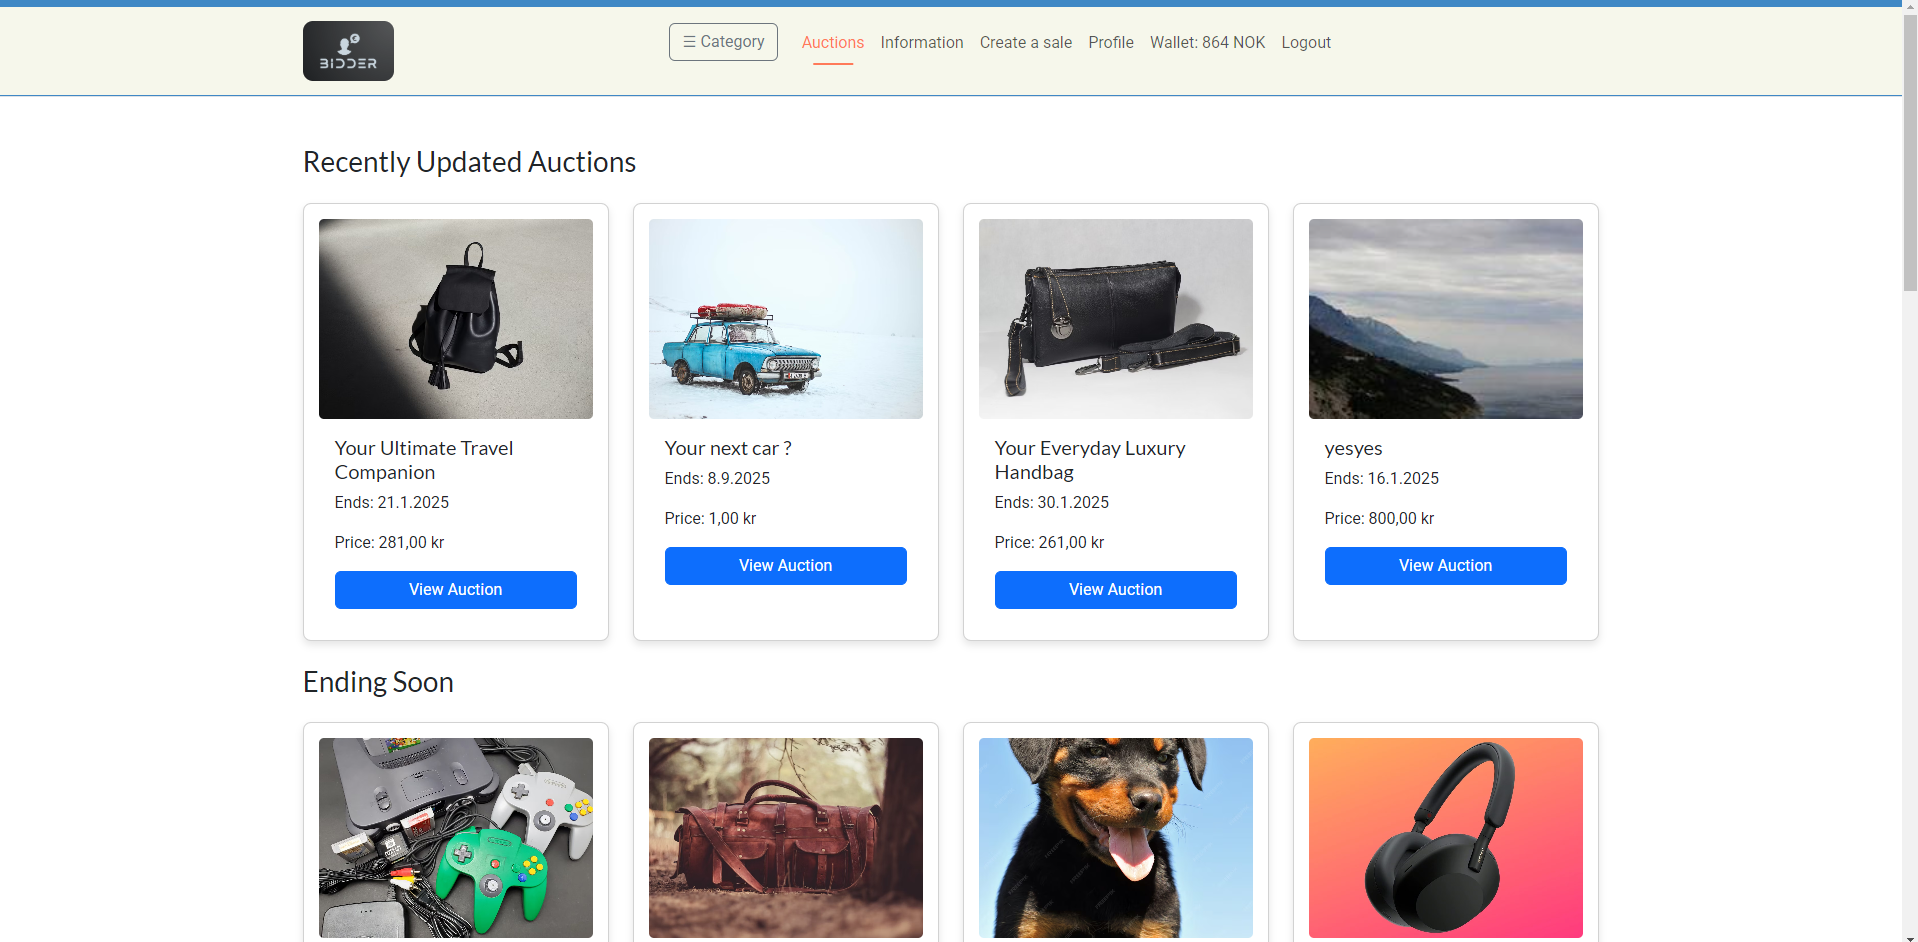 BIDDER
☰ Category
Auctions
Information
Create a sale
Profile
Wallet: 864 NOK
Logout
Recently Updated Auctions
Your Ultimate Travel
Companion
Ends: 21.1.2025
Price: 281,00 kr
View Auction
Your next car ?
Ends: 8.9.2025
Price: 1,00 kr
View Auction
Your Everyday Luxury
Handbag
Ends: 30.1.2025
Price: 261,00 kr
View Auction
yesyes
Ends: 16.1.2025
Price: 800,00 kr
View Auction
Ending Soon